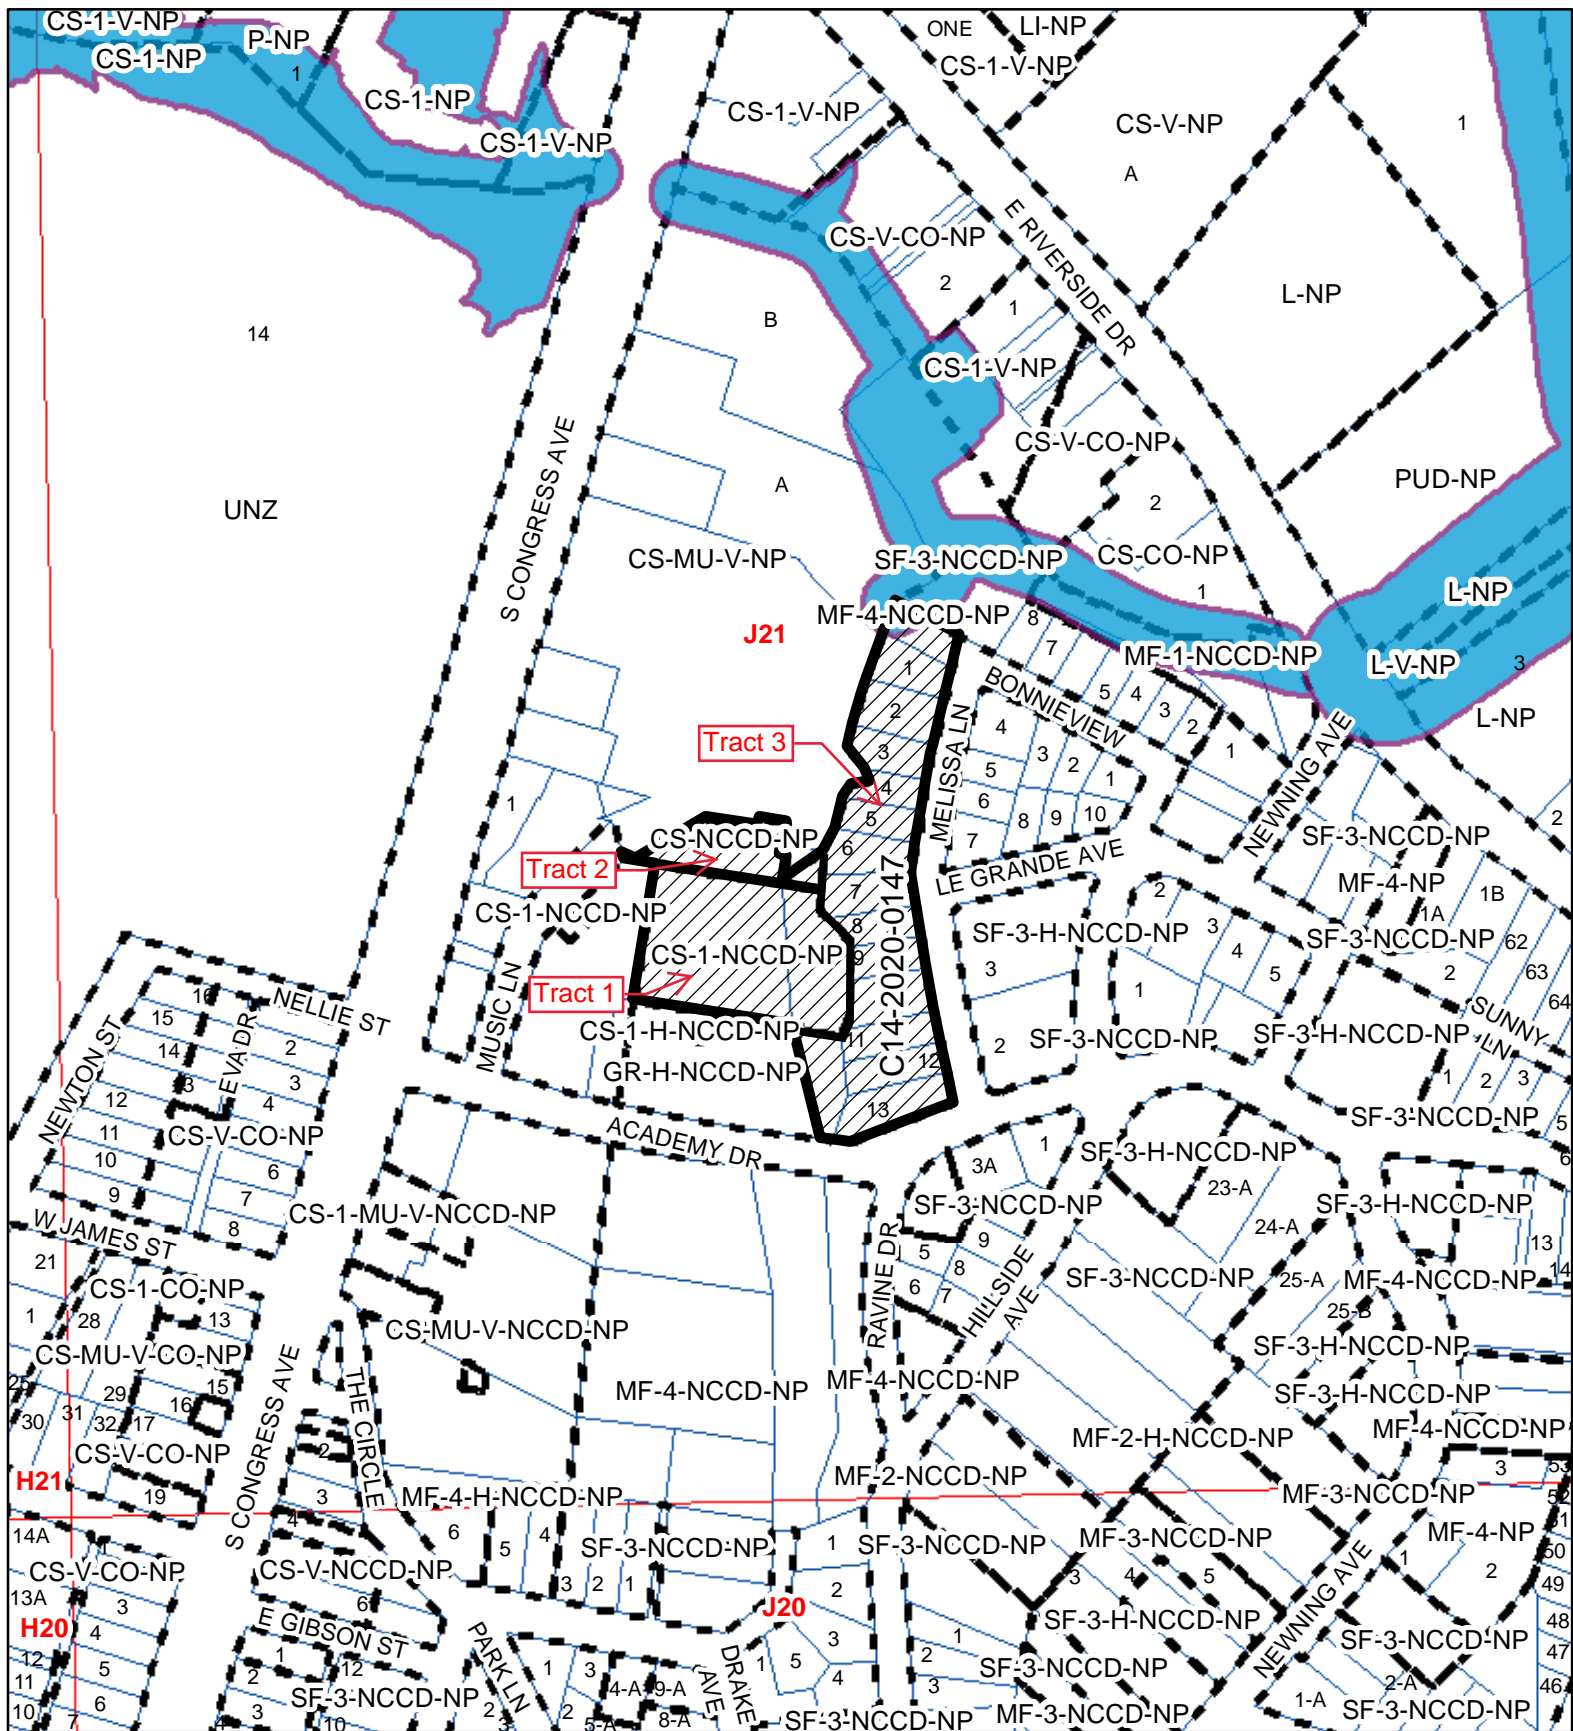 CS-1-V-NP
P-NP
ONE
LI-NP
CS-1-NP
1
CS-1-V-NP
CS-1-NP
CS-1-V-NP
CS-V-NP
1
CS-1-V-NP
A
E RIVERSIDE DR
CS-V-CO-NP
2
L-NP
1
B
14
CS-1-V-NP
S CONGRESS AVE
CS-V-CO-NP
A
PUD-NP
2
UNZ
CS-MU-V-NP
SF-3-NCCD-NP
CS-CO-NP
1
L-NP
MF-4-NCCD-NP
8
J21
7
MF-1-NCCD-NP
L-V-NP
3
1
BONNIEVIEW
5
4
3
2
L-NP
2
MELISSA LN
4
1
NEWNING AVE
Tract 3
3
3
2
1
4
5
1
5
6
8
9
10
2
CS-NCCD-NP
6
7
SF-3-NCCD-NP
Tract 2
LE GRANDE AVE
7
C14-2020-0147
2
MF-4-NP
1B
CS-1-NCCD-NP
8
SF-3-H-NCCD-NP
3
1A
CS-1-NCCD-NP
9
4
SF-3-NCCD-NP
62
3
5
2
63
Tract 1
1
64
MUSIC LN
16
NELLIE ST
15
CS-1-H-NCCD-NP
11
2
SF-3-NCCD-NP
SF-3-H-NCCD-NP
SUNNY
LN
NEWTON ST
EVA DR
14
2
12
GR-H-NCCD-NP
13
3
1
2
3
12
4
13
SF-3-NCCD-NP
5
11
CS-V-CO-NP
ACADEMY DR
1
SF-3-H-NCCD-NP
6
10
6
3A
23-A
9
7
SF-3-NCCD-NP
SF-3-H-NCCD-NP
8
CS-1-MU-V-NCCD-NP
24-A
W JAMES ST
RAVINE DR
9
13
21
5
8
HILLSIDE
AVE
14
CS-1-CO-NP
6
7
SF-3-NCCD-NP
25-A
MF-4-NCCD-NP
1
28
13
25-B
CS-MU-V-NCCD-NP
SF-3-H-NCCD-NP
CS-MU-V-CO-NP
S CONGRESS AVE
THE CIRCLE
25
29
15
MF-4-NCCD-NP
MF-4-NCCD-NP
SF-3-H-NCCD-NP
30
31
32
17
16
MF-4-NCCD-NP
CS-V-CO-NP
2
MF-2-H-NCCD-NP
H21
MF-2-NCCD-NP
3
53
19
3
MF-4-H-NCCD-NP
MF-3-NCCD-NP
52
14A
4
6
5
4
SF-3-NCCD-NP
1
SF-3-NCCD-NP
MF-3-NCCD-NP
MF-4-NP
51
1
50
CS-V-CO-NP
CS-V-NCCD-NP
3
2
1
2
3
4
5
1
2
49
13A
3
6
J20
SF-3-H-NCCD-NP
NEWNING AVE
48
H20
4
E GIBSON ST
PARK LN
DRAKE
AVE
3
1
SF-3-NCCD-NP
47
12
5
1
12
1
3
1
5
4
2
SF-3-NCCD-NP
46
11
2
4-A
9-A
3
2-A
10
6
3
SF-3-NCCD-NP
2
2
8-A
1-A
7
4
10
3
5-A
SF-3-NCCD-NP
MF-3-NCCD-NP
SF-3-NCCD-NP